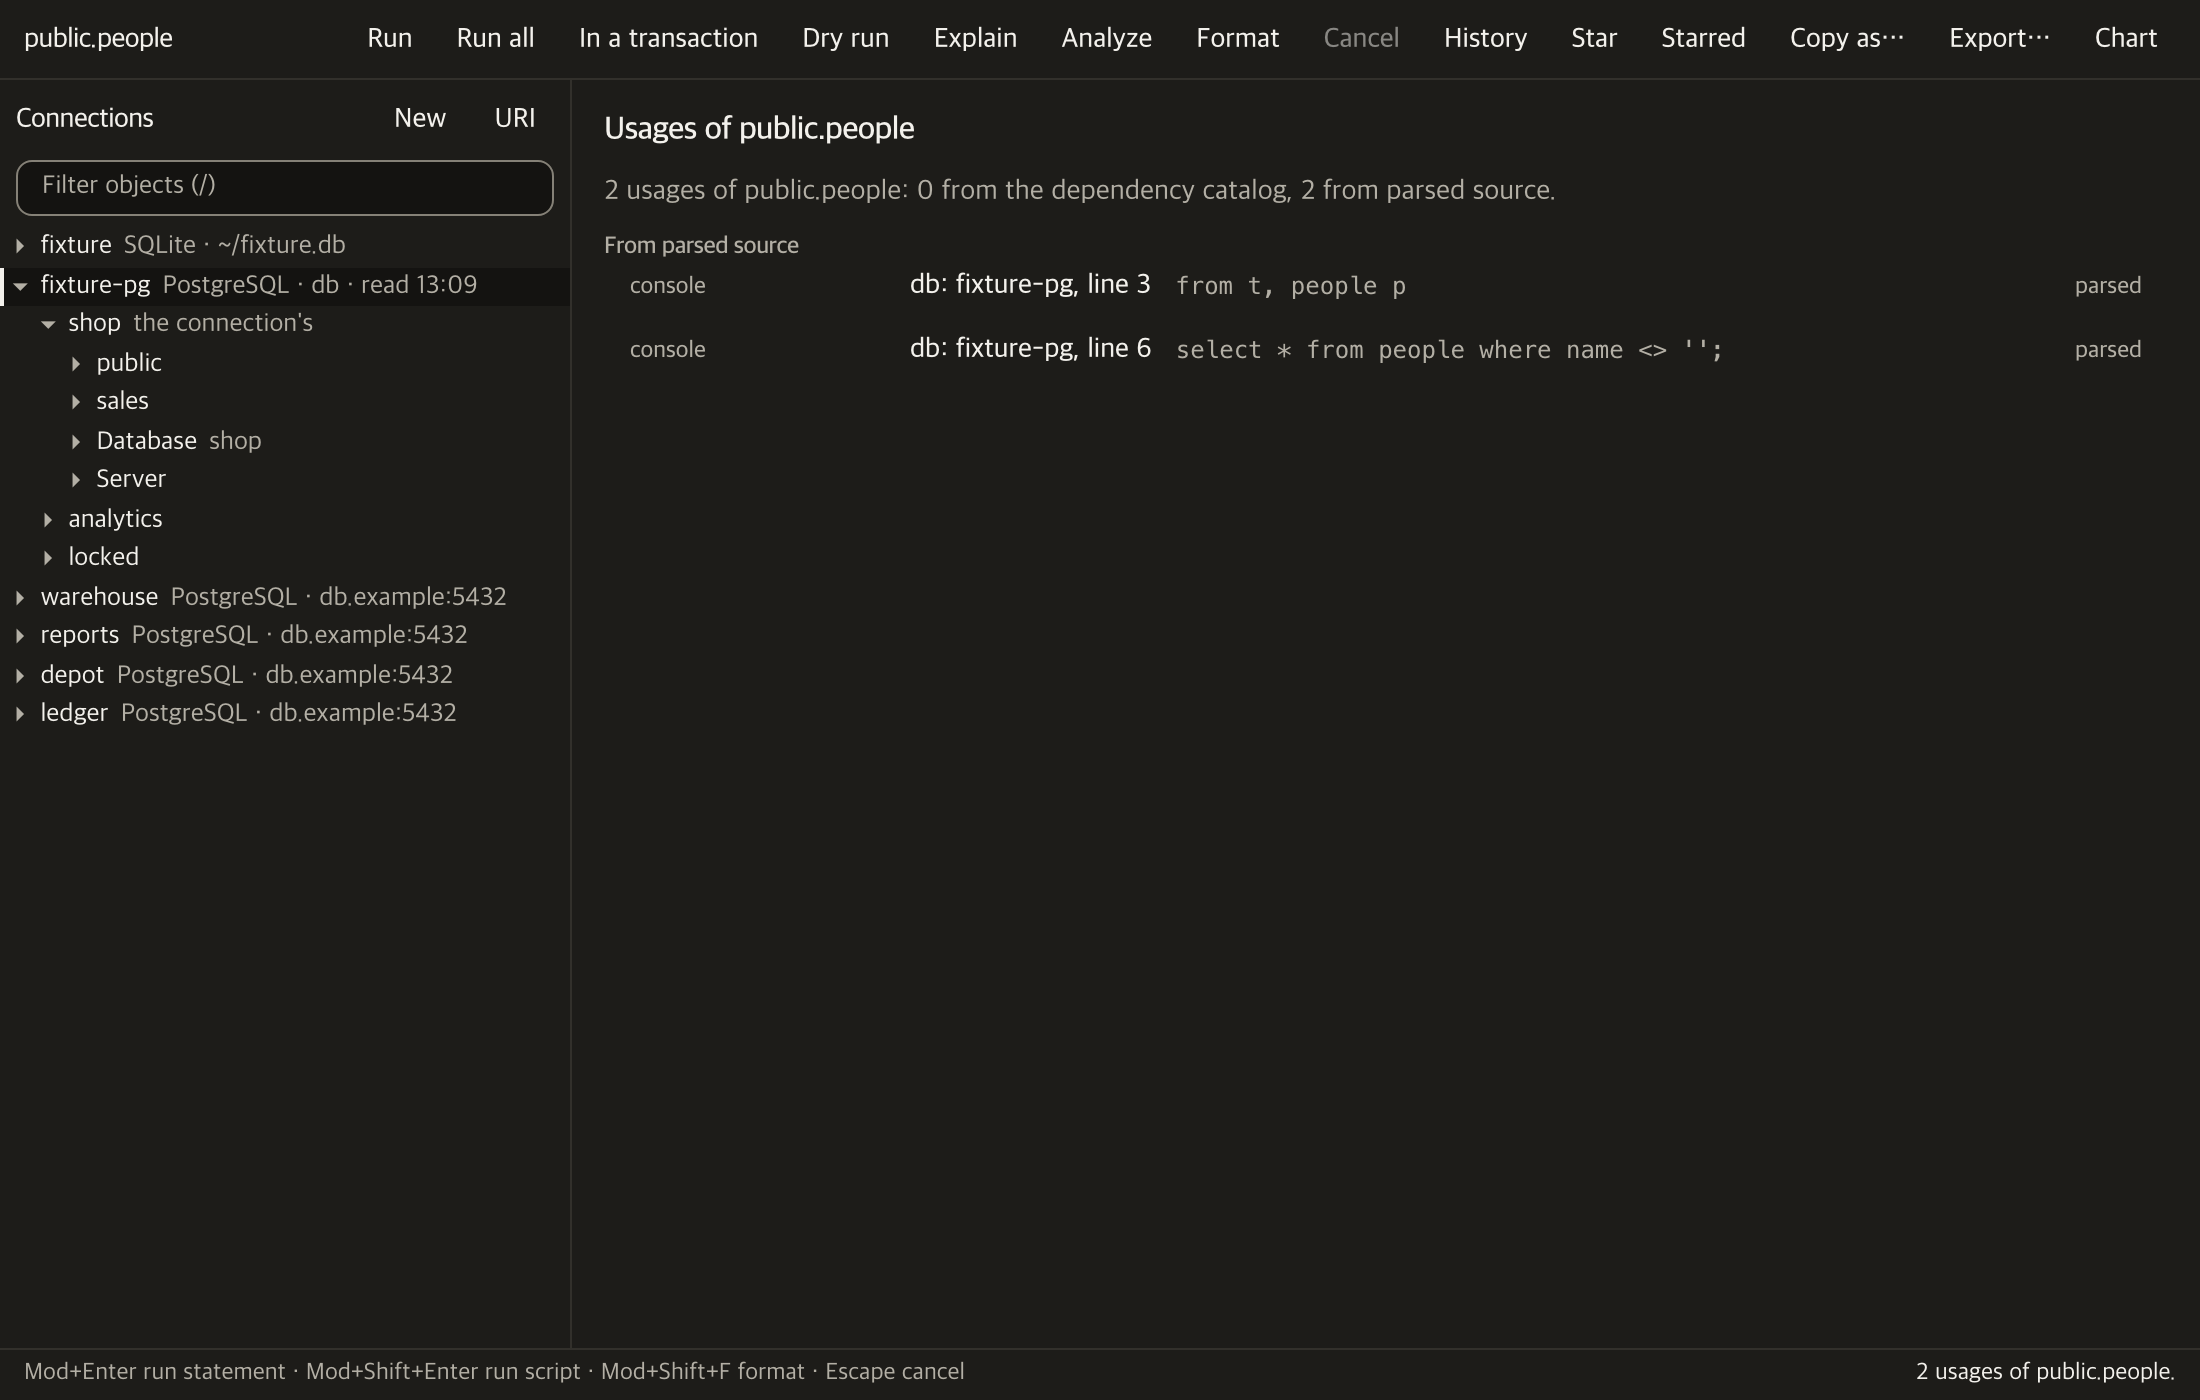 public.people Run Run all In a transaction Dry run Explain Analyze Format Cancel History Star Starred Copy as⋯ Export⋯ Chart
Connections New URI
Filter objects (/)
fixture SQLite · ~/fixture.db
fixture-pg PostgreSQL · db · read 13:09
shop the connection's
public
sales
Database shop
Server
analytics
locked
warehouse PostgreSQL · db.example:5432
reports PostgreSQL · db.example:5432
depot PostgreSQL · db.example:5432
ledger PostgreSQL · db.example:5432
Usages of public.people
2 usages of public.people: 0 from the dependency catalog, 2 from parsed source.
From parsed source
console db: fixture-pg, line 3 from t, people p parsed
console db: fixture-pg, line 6 select * from people where name <> ''; parsed
Mod+Enter run statement · Mod+Shift+Enter run script · Mod+Shift+F format · Escape cancel
2 usages of public.people.